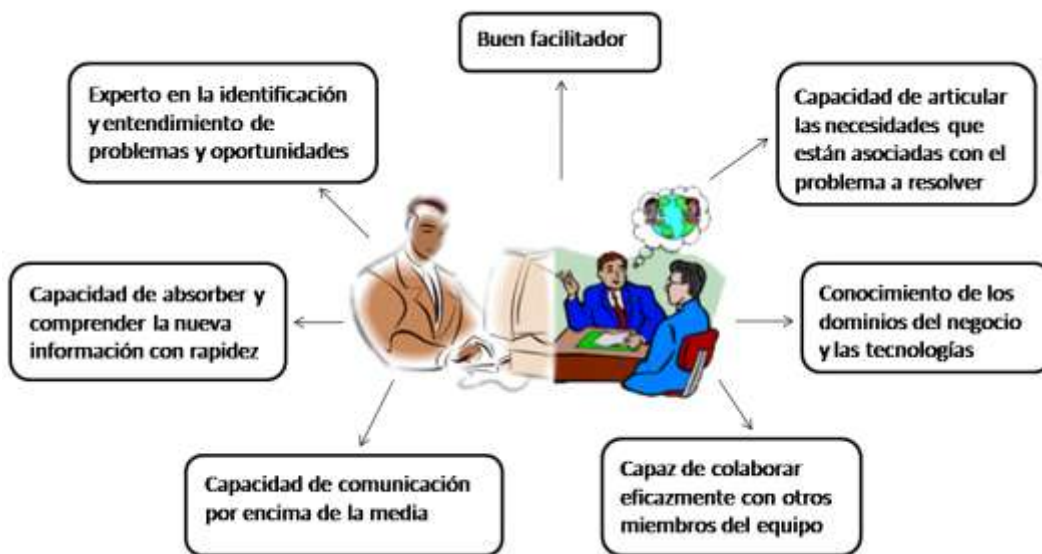 Buen facilitador
Experto en la identificación
y entendimiento de
problemas y oportunidades
Capacidad de articular
las necesidades que
están asociadas con el
problema a resolver
Capacidad de absorber y
comprender la nueva
información con rapidez
Conocimiento de los
dominios del negocio
y las tecnologías
Capacidad de comunicación
por encima de la media
Capaz de colaborar
eficazmente con otros
miembros del equipo